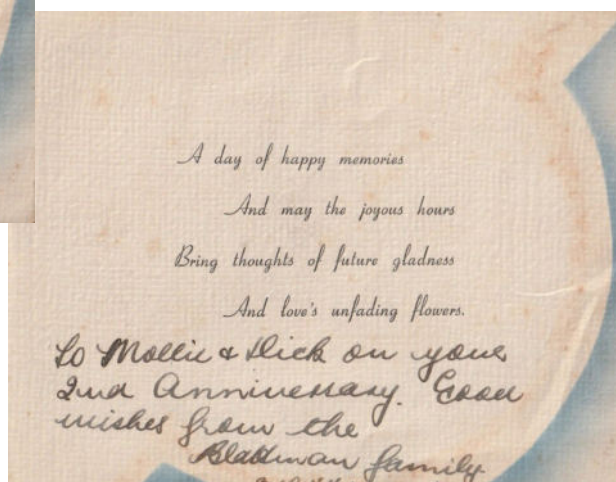 A day of happy memories
And may the joyous hours
Bring thoughts of future gladness
And love's unfading flowers.
To Mollie & Dick on your
2nd Anniversary. Good
wishes from the
family